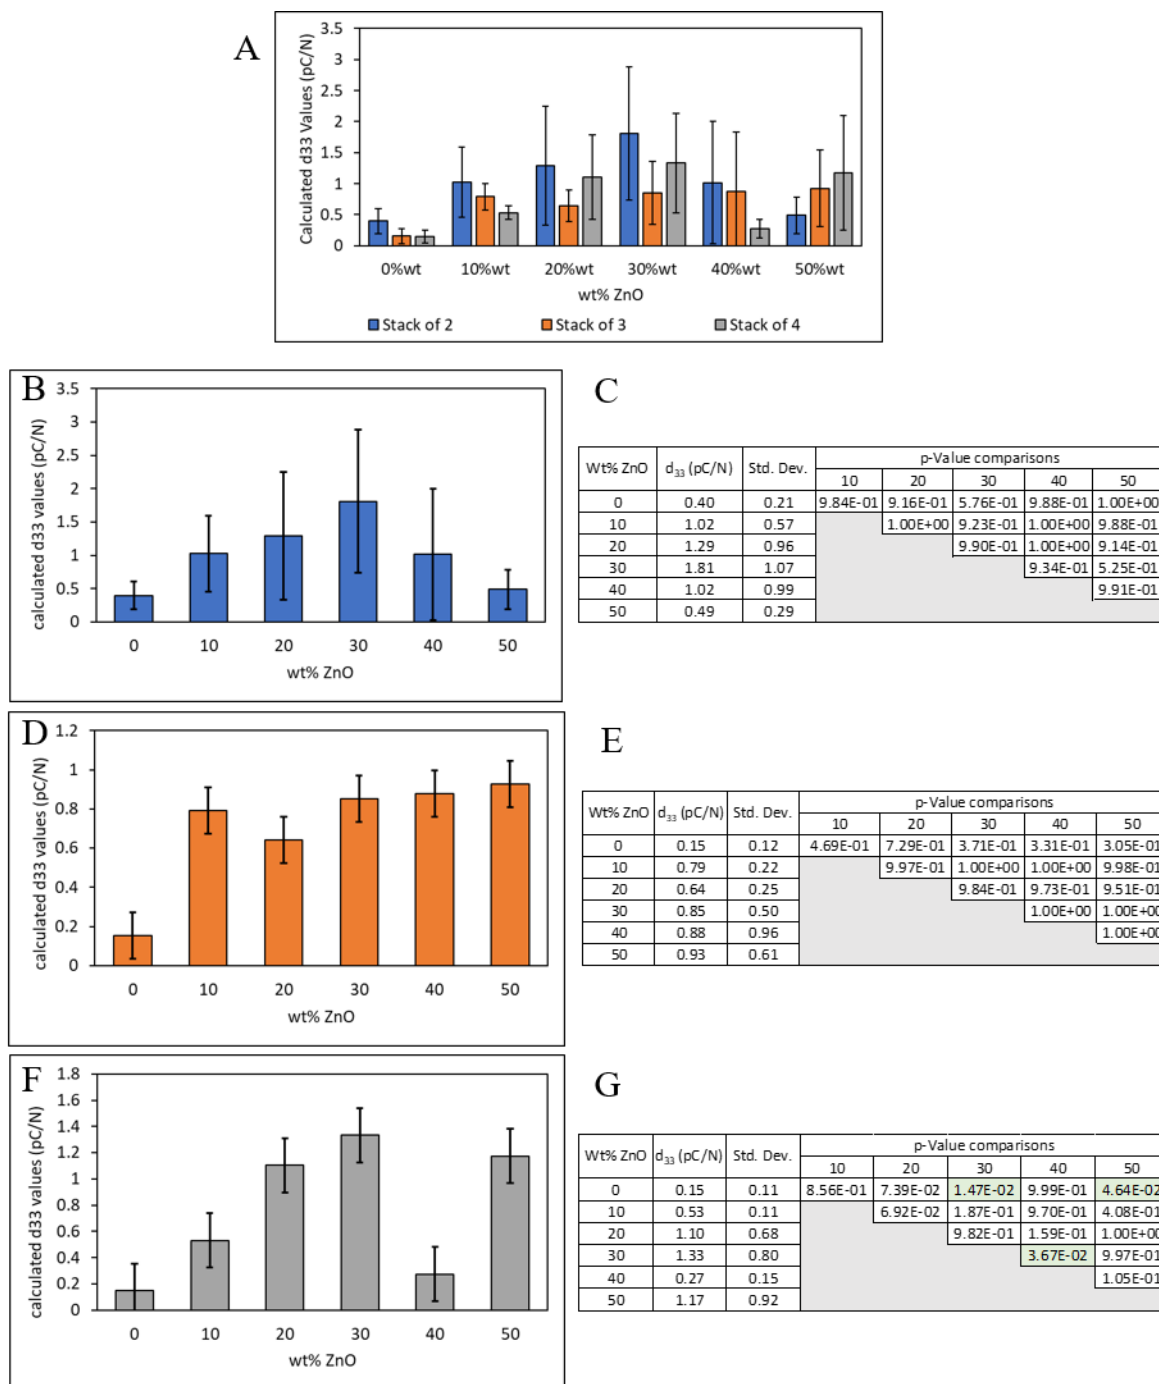 A
Calculated d33 Values (pC/N)
3.5
3
2.5
2
1.5
1
0.5
0
0%wt 10%wt 20%wt 30%wt 40%wt 50%wt
wt% ZnO
Stack of 2 Stack of 3 Stack of 4
B
calculated d33 values (pC/N)
3.5
3
2.5
2
1.5
1
0.5
0
0 10 20 30 40 50
wt% ZnO
C
Wt% ZnO d33 (pC/N) Std. Dev. p-Value comparisons
10 20 30 40 50
0 0.40 0.21 9.84E-01 9.16E-01 5.76E-01 9.88E-01 1.00E+00
10 1.02 0.57 1.00E+00 9.23E-01 1.00E+00 9.88E-01
20 1.29 0.96 9.90E-01 1.00E+00 9.14E-01
30 1.81 1.07 9.34E-01 5.25E-01
40 1.02 0.99 9.91E-01
50 0.49 0.29
D
calculated d33 values (pC/N)
1.2
1
0.8
0.6
0.4
0.2
0
0 10 20 30 40 50
wt% ZnO
E
Wt% ZnO d33 (pC/N) Std. Dev. p-Value comparisons
10 20 30 40 50
0 0.15 0.12 4.69E-01 7.29E-01 3.71E-01 3.31E-01 3.05E-01
10 0.79 0.22 9.97E-01 1.00E+00 1.00E+00 9.98E-01
20 0.64 0.25 9.84E-01 9.73E-01 9.51E-01
30 0.85 0.50 1.00E+00 1.00E+00
40 0.88 0.96 1.00E+00
50 0.93 0.61
F
calculated d33 values (pC/N)
1.8
1.6
1.4
1.2
1
0.8
0.6
0.4
0.2
0
0 10 20 30 40 50
wt% ZnO
G
Wt% ZnO d33 (pC/N) Std. Dev. p-Value comparisons
10 20 30 40 50
0 0.15 0.11 8.56E-01 7.39E-02 1.47E-02 9.99E-01 4.64E-02
10 0.53 0.11 6.92E-02 1.87E-01 9.70E-01 4.08E-01
20 1.10 0.68 9.82E-01 1.59E-01 1.00E+00
30 1.33 0.80 3.67E-02 9.97E-01
40 0.27 0.15 1.05E-01
50 1.17 0.92